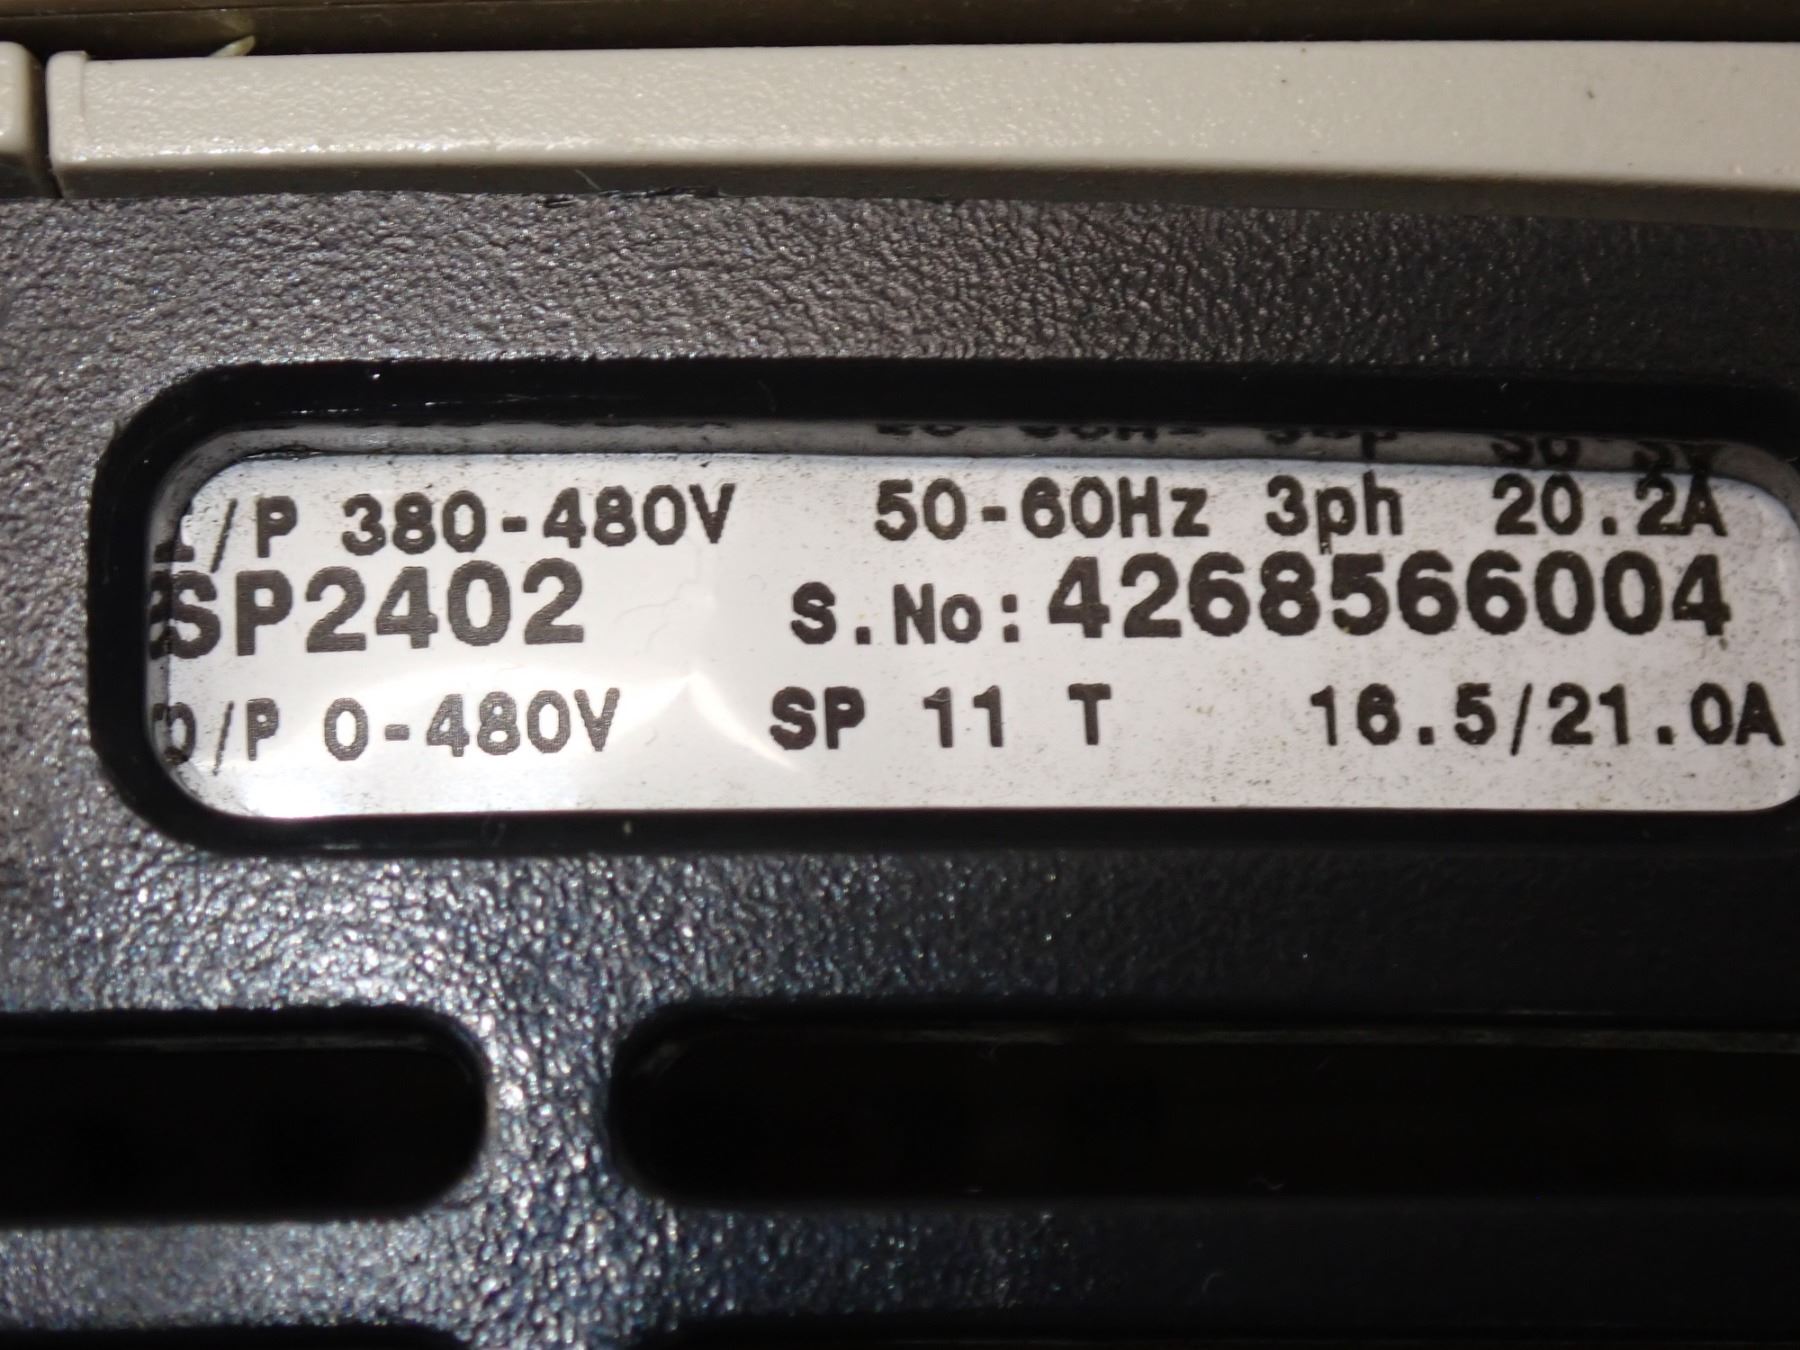 I/P 380-480V 50-60Hz 3ph 20.2A
SP2402 S.No: 4268566004
O/P 0-480V SP 11 T 16.5/21.0A